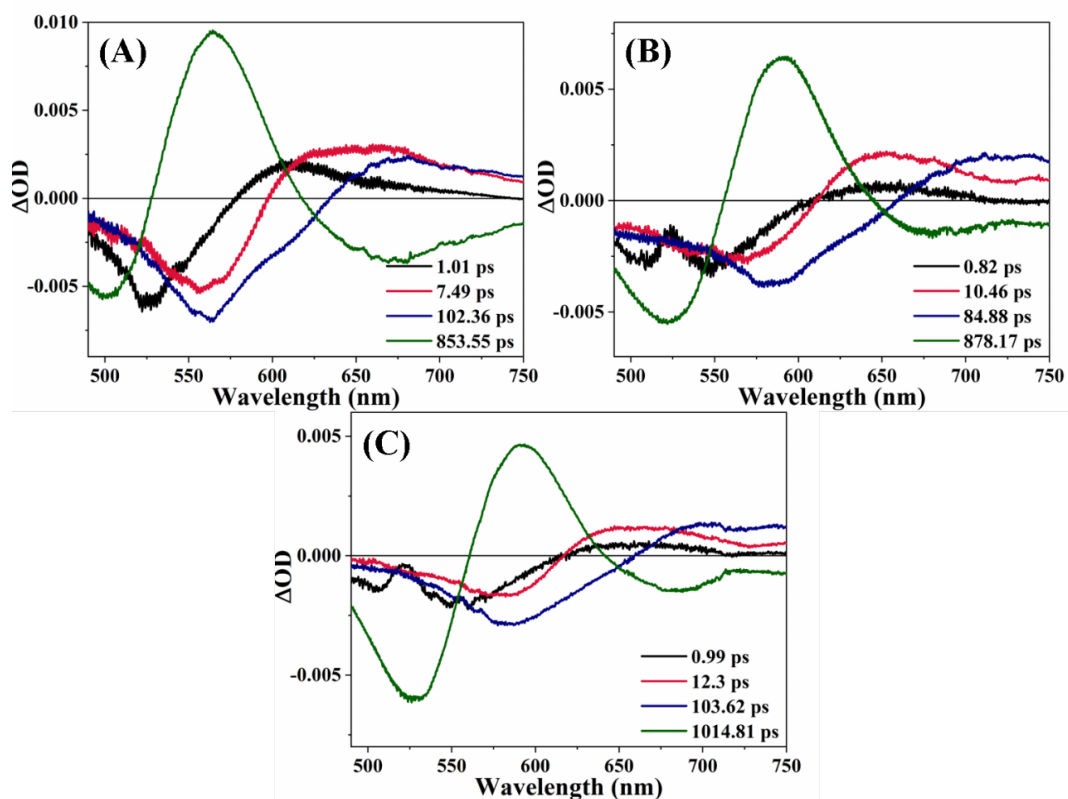 (A)
0.010
0.005
0.000
-0.005
ΔOD
1.01 ps
7.49 ps
102.36 ps
853.55 ps
500 550 600 650 700 750
Wavelength (nm)
(B)
0.005
0.000
-0.005
ΔOD
0.82 ps
10.46 ps
84.88 ps
878.17 ps
500 550 600 650 700 750
Wavelength (nm)
(C)
0.005
0.000
-0.005
ΔOD
0.99 ps
12.3 ps
103.62 ps
1014.81 ps
500 550 600 650 700 750
Wavelength (nm)